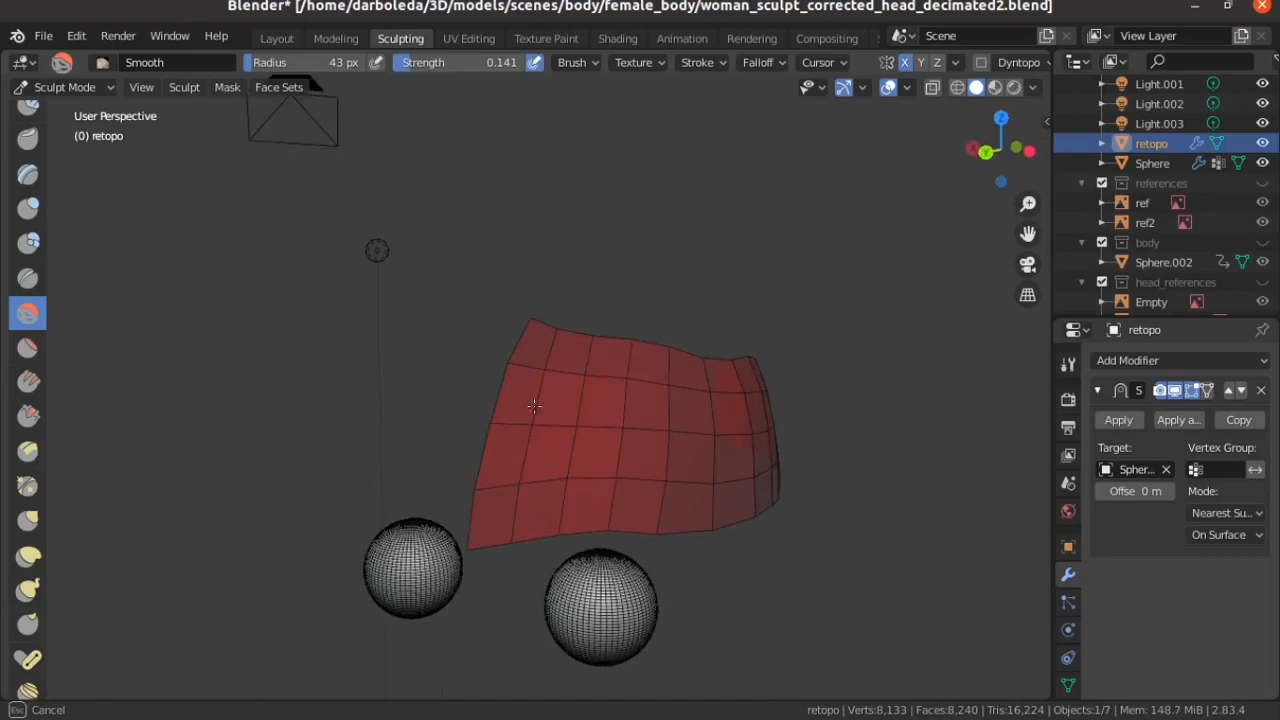 Blender* [/home/darboleda/3D/models/scenes/body/female_body/woman_sculpt_corrected_head_decimated2.blend]
File Edit Render Window Help Layout Modeling Sculpting UV Editing Texture Paint Shading Animation Rendering Compositing Scene View Layer
Smooth Radius 43 px Strength 0.141 Brush Texture Stroke Falloff Cursor X Y Z Dyntopo
Sculpt Mode View Sculpt Mask Face Sets
User Perspective
(0) retopo
Z
Y
Light.001
Light.002
Light.003
retopo
Sphere
references
ref
ref2
body
Sphere.002
head_references
Empty
retopo
Add Modifier
S
Apply Apply a... Copy
Target: Vertex Group:
Spher...
Offse 0 m Mode:
Nearest Su...
On Surface
Esc Cancel
retopo | Verts:8,133 | Faces:8,240 | Tris:16,224 | Objects:1/7 | Mem: 148.7 MiB | 2.83.4